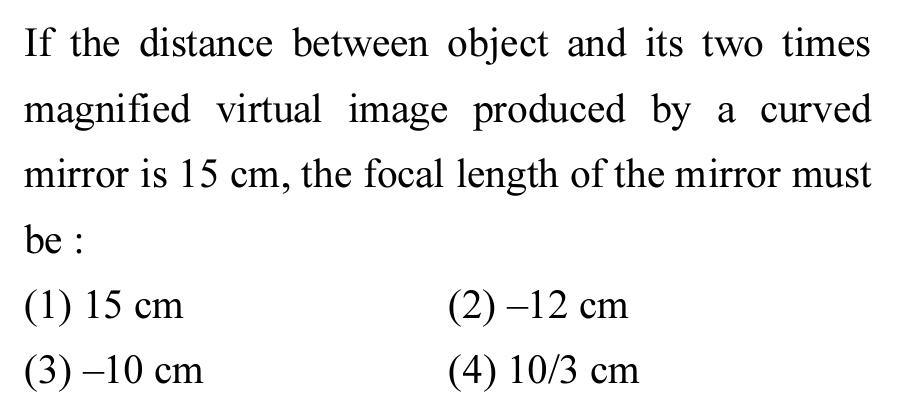 If the distance between object and its two times
magnified virtual image produced by a curved
mirror is 15 cm, the focal length of the mirror must
be :
(1) 15 cm (2) –12 cm
(3) –10 cm (4) 10/3 cm